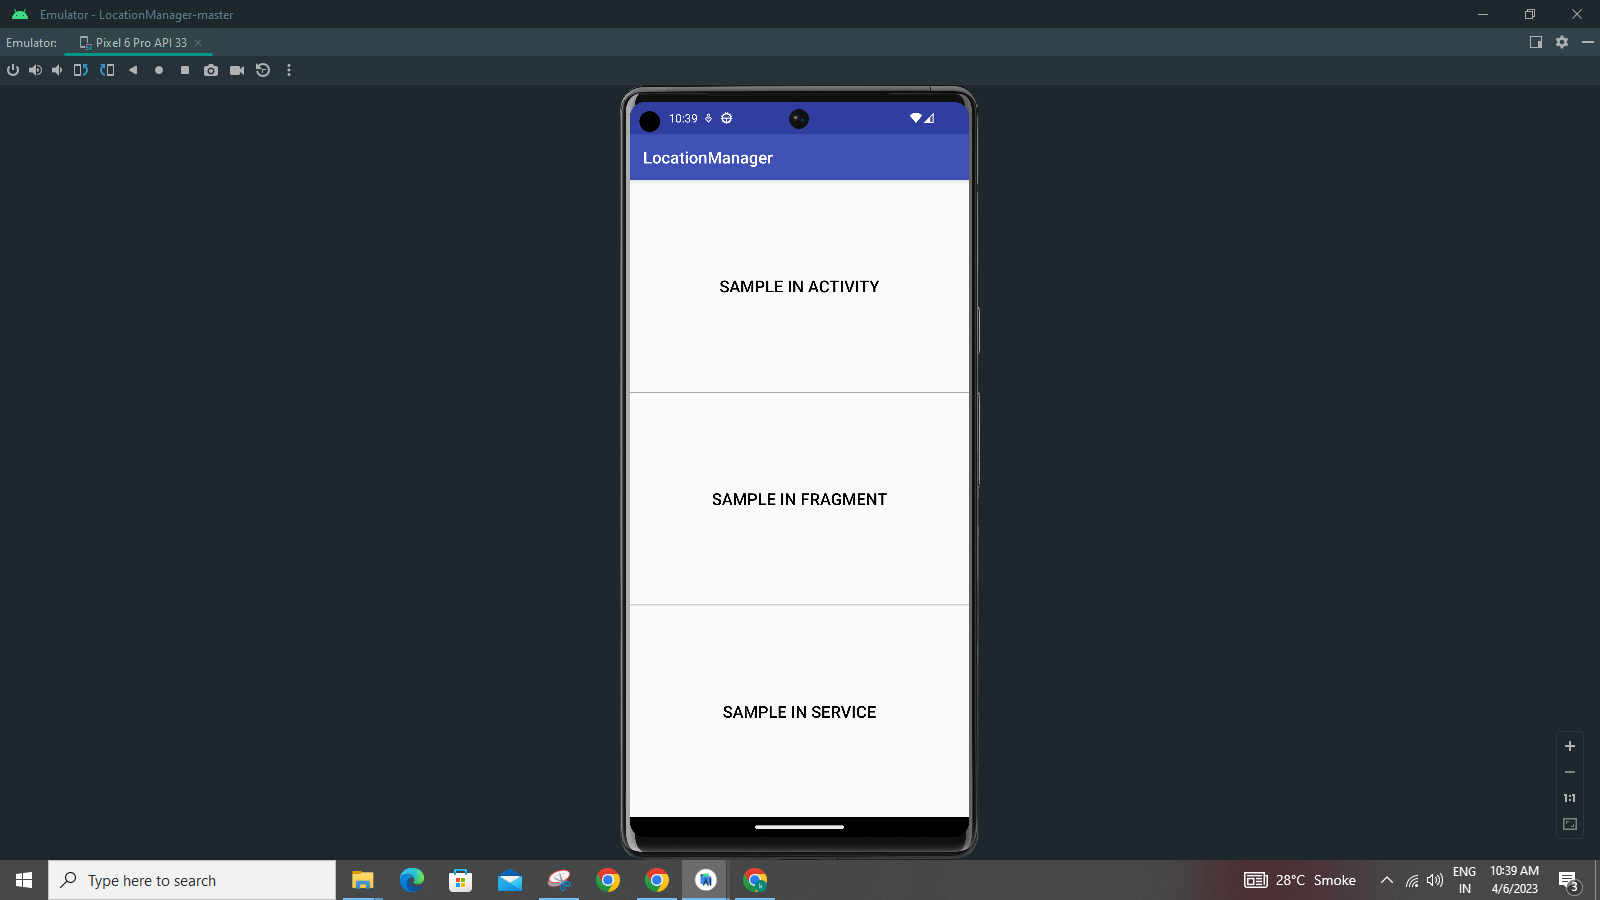 Emulator - LocationManager-master
Emulator: Pixel 6 Pro API 33
10:39
LocationManager
SAMPLE IN ACTIVITY
SAMPLE IN FRAGMENT
SAMPLE IN SERVICE
1:1
Type here to search
28°C Smoke
ENG
IN
10:39 AM
4/6/2023
3